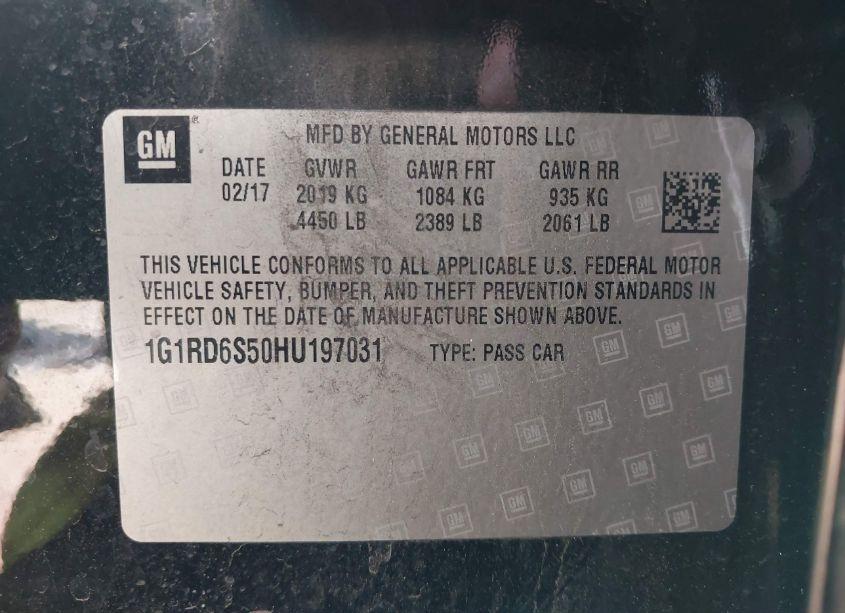 GM
MFD BY GENERAL MOTORS LLC
DATE GVWR GAWR FRT GAWR RR
02/17 2019 KG 1084 KG 935 KG
4450 LB 2389 LB 2061 LB
THIS VEHICLE CONFORMS TO ALL APPLICABLE U.S. FEDERAL MOTOR
VEHICLE SAFETY, BUMPER, AND THEFT PREVENTION STANDARDS IN
EFFECT ON THE DATE OF MANUFACTURE SHOWN ABOVE.
1G1RD6S50HU197031 TYPE: PASS CAR